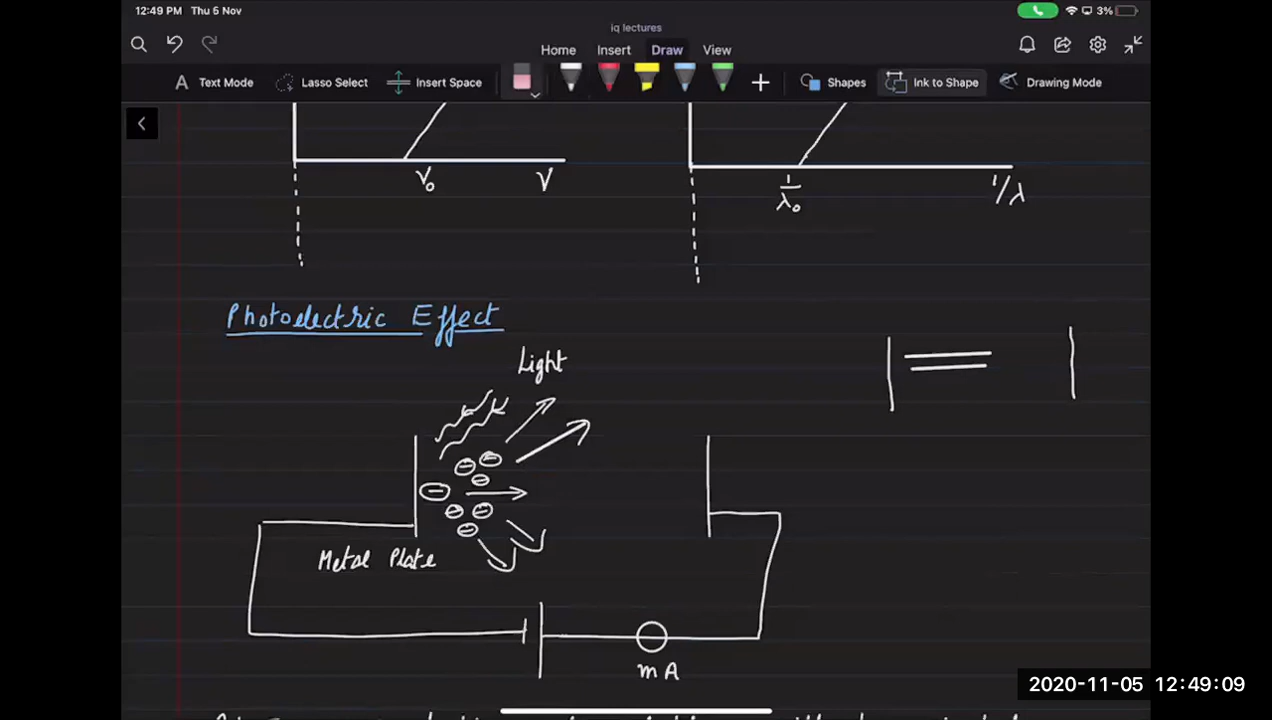 12:49 PM Thu 5 Nov
3%
iq lectures
Home Insert Draw View
A Text Mode Lasso Select Insert Space Shapes Ink to Shape Drawing Mode
ν₀ ν
1/λ₀ 1/λ
Photoelectric Effect
Light
Metal Plate
mA
2020-11-05 12:49:09